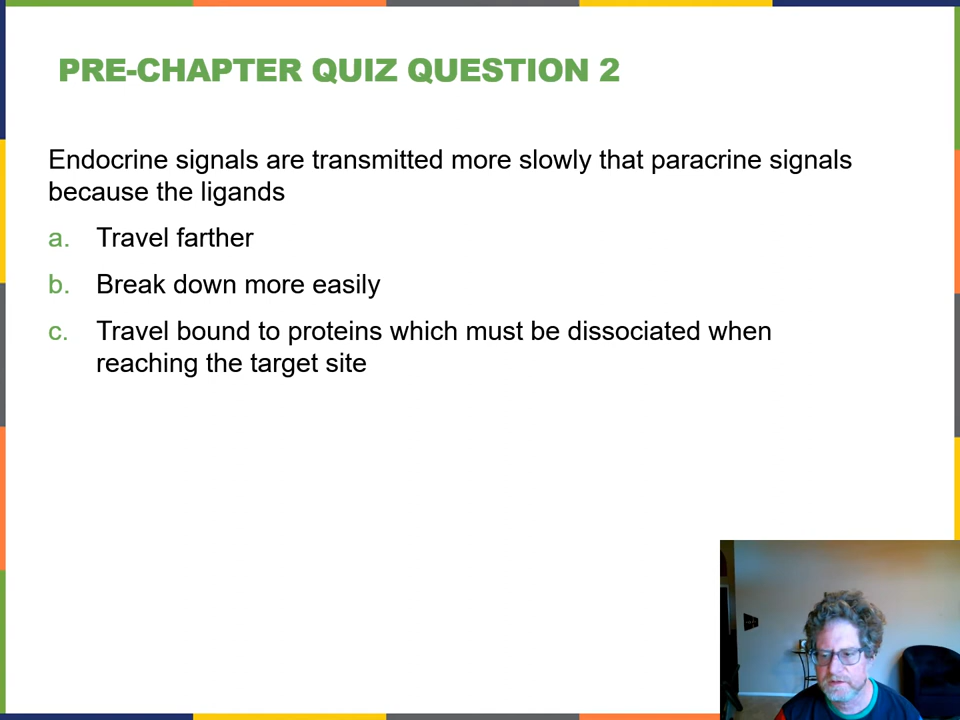 PRE-CHAPTER QUIZ QUESTION 2
Endocrine signals are transmitted more slowly that paracrine signals
because the ligands
a. Travel farther
b. Break down more easily
c. Travel bound to proteins which must be dissociated when
reaching the target site